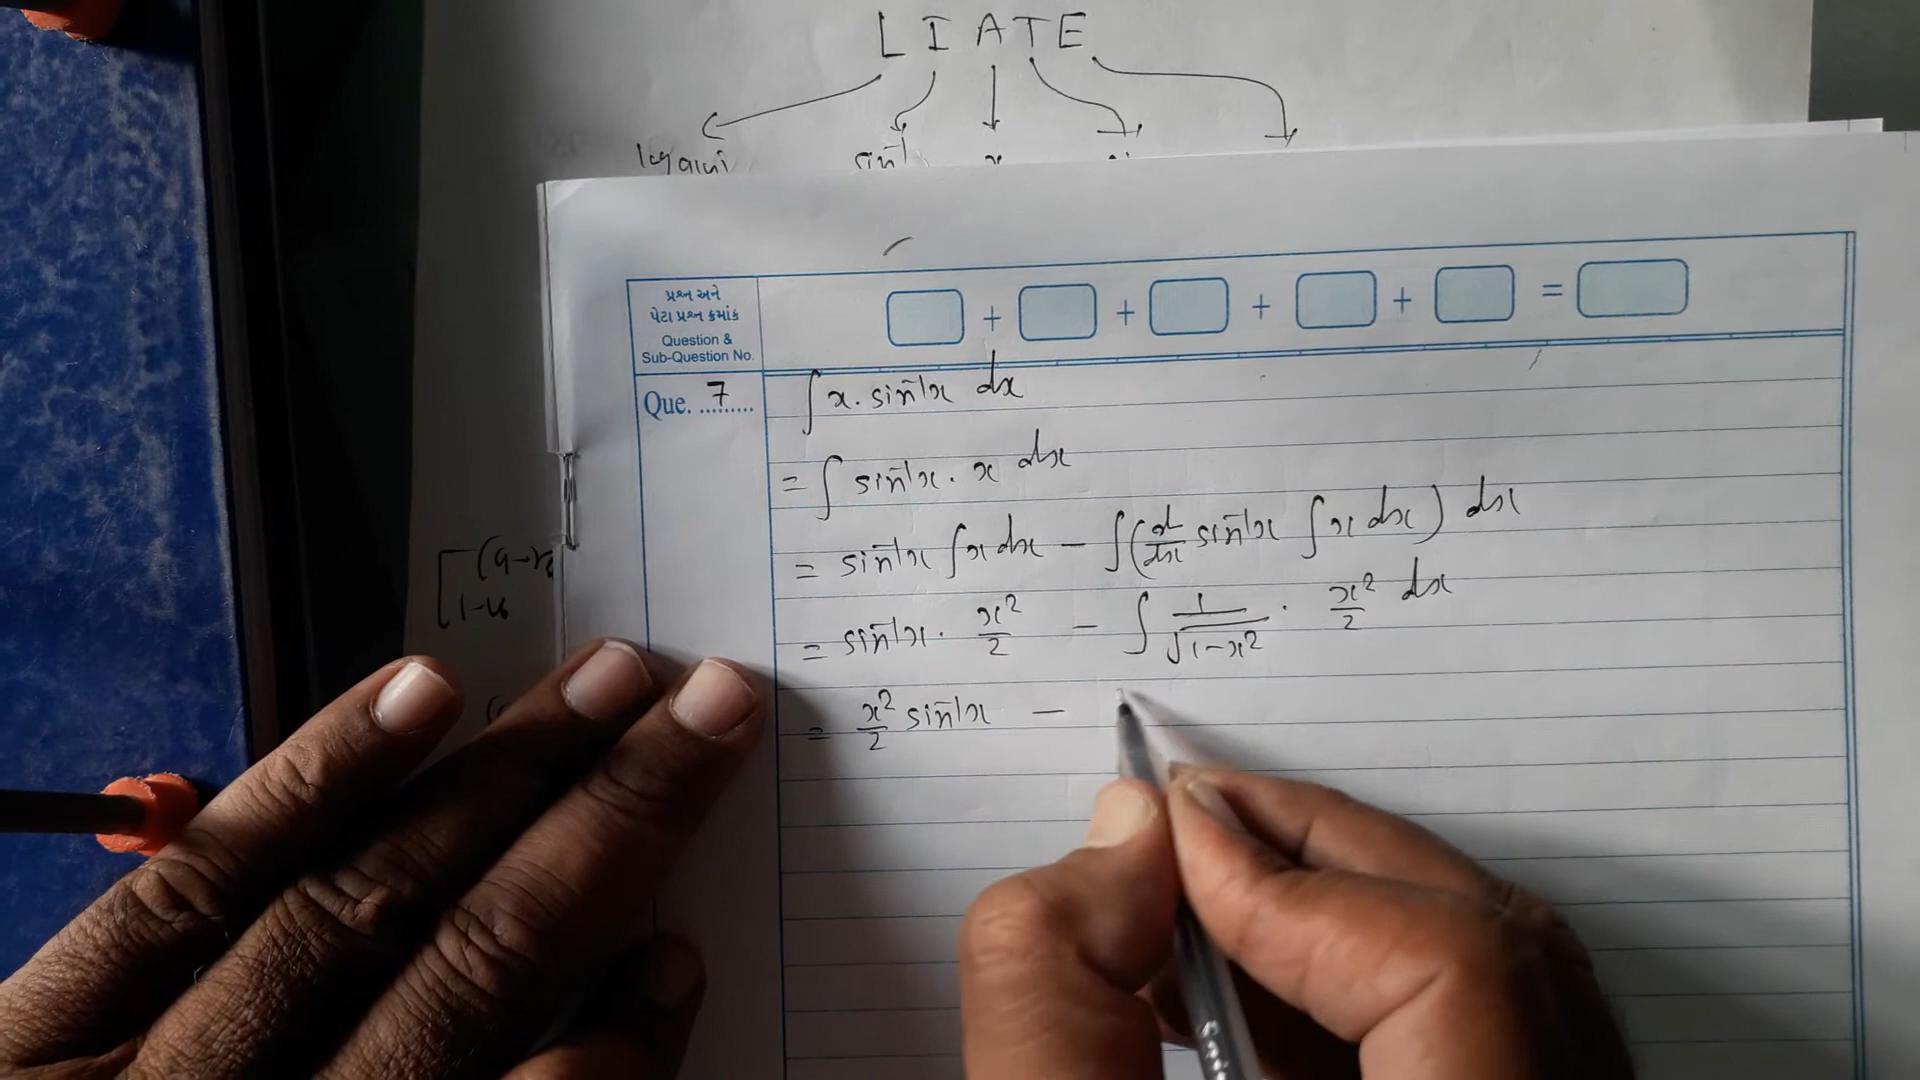 L I A T E
sin⁻¹ x
પ્રશ્ન અને
પેટા પ્રશ્ન ક્રમાંક
Question &
Sub-Question No.
+ + + + =
Que. 7......... ∫ x. sin⁻¹x dx
= ∫ sin⁻¹x. x dx
= sin⁻¹x ∫x dx - ∫(d/dx sin⁻¹x ∫x dx) dx
= sin⁻¹x. x²/2 - ∫ 1/√1-x² . x²/2 dx
= x²/2 sin⁻¹x -